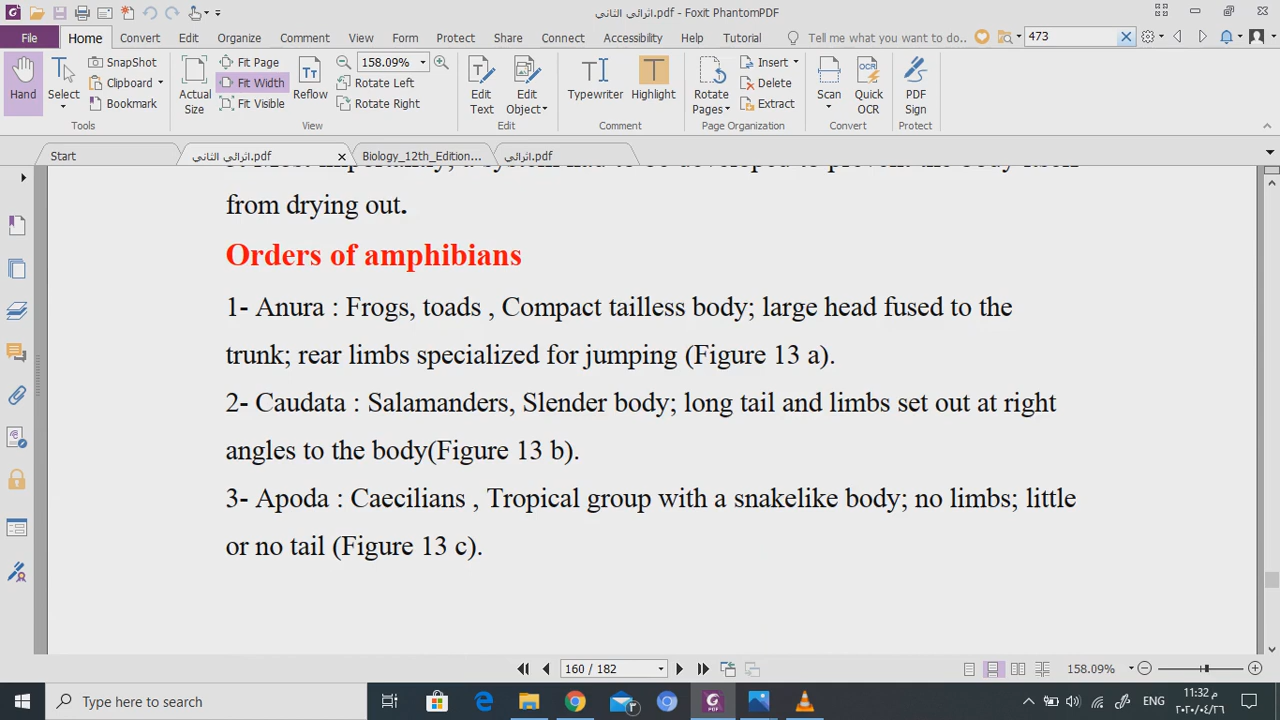 اثرائي الثاني.pdf - Foxit PhantomPDF
File Home Convert Edit Organize Comment View Form Protect Share Connect Accessibility Help Tutorial Tell me what you want to do.. 473
Hand Select SnapShot Clipboard Bookmark Actual Size Fit Page Fit Width Fit Visible Reflow 158.09% Rotate Left Rotate Right Edit Text Edit Object Typewriter Highlight Rotate Pages Insert Delete Extract Scan Quick OCR PDF Sign
Tools View Edit Comment Page Organization Convert Protect
Start اثرائي الثاني.pdf Biology_12th_Edition... اثرائي.pdf
from drying out.
Orders of amphibians
1- Anura : Frogs, toads , Compact tailless body; large head fused to the
trunk; rear limbs specialized for jumping (Figure 13 a).
2- Caudata : Salamanders, Slender body; long tail and limbs set out at right
angles to the body(Figure 13 b).
3- Apoda : Caecilians , Tropical group with a snakelike body; no limbs; little
or no tail (Figure 13 c).
160 / 182 158.09%
Type here to search ENG 11:32 م
٢٠٢٠/٠٤/٢٦